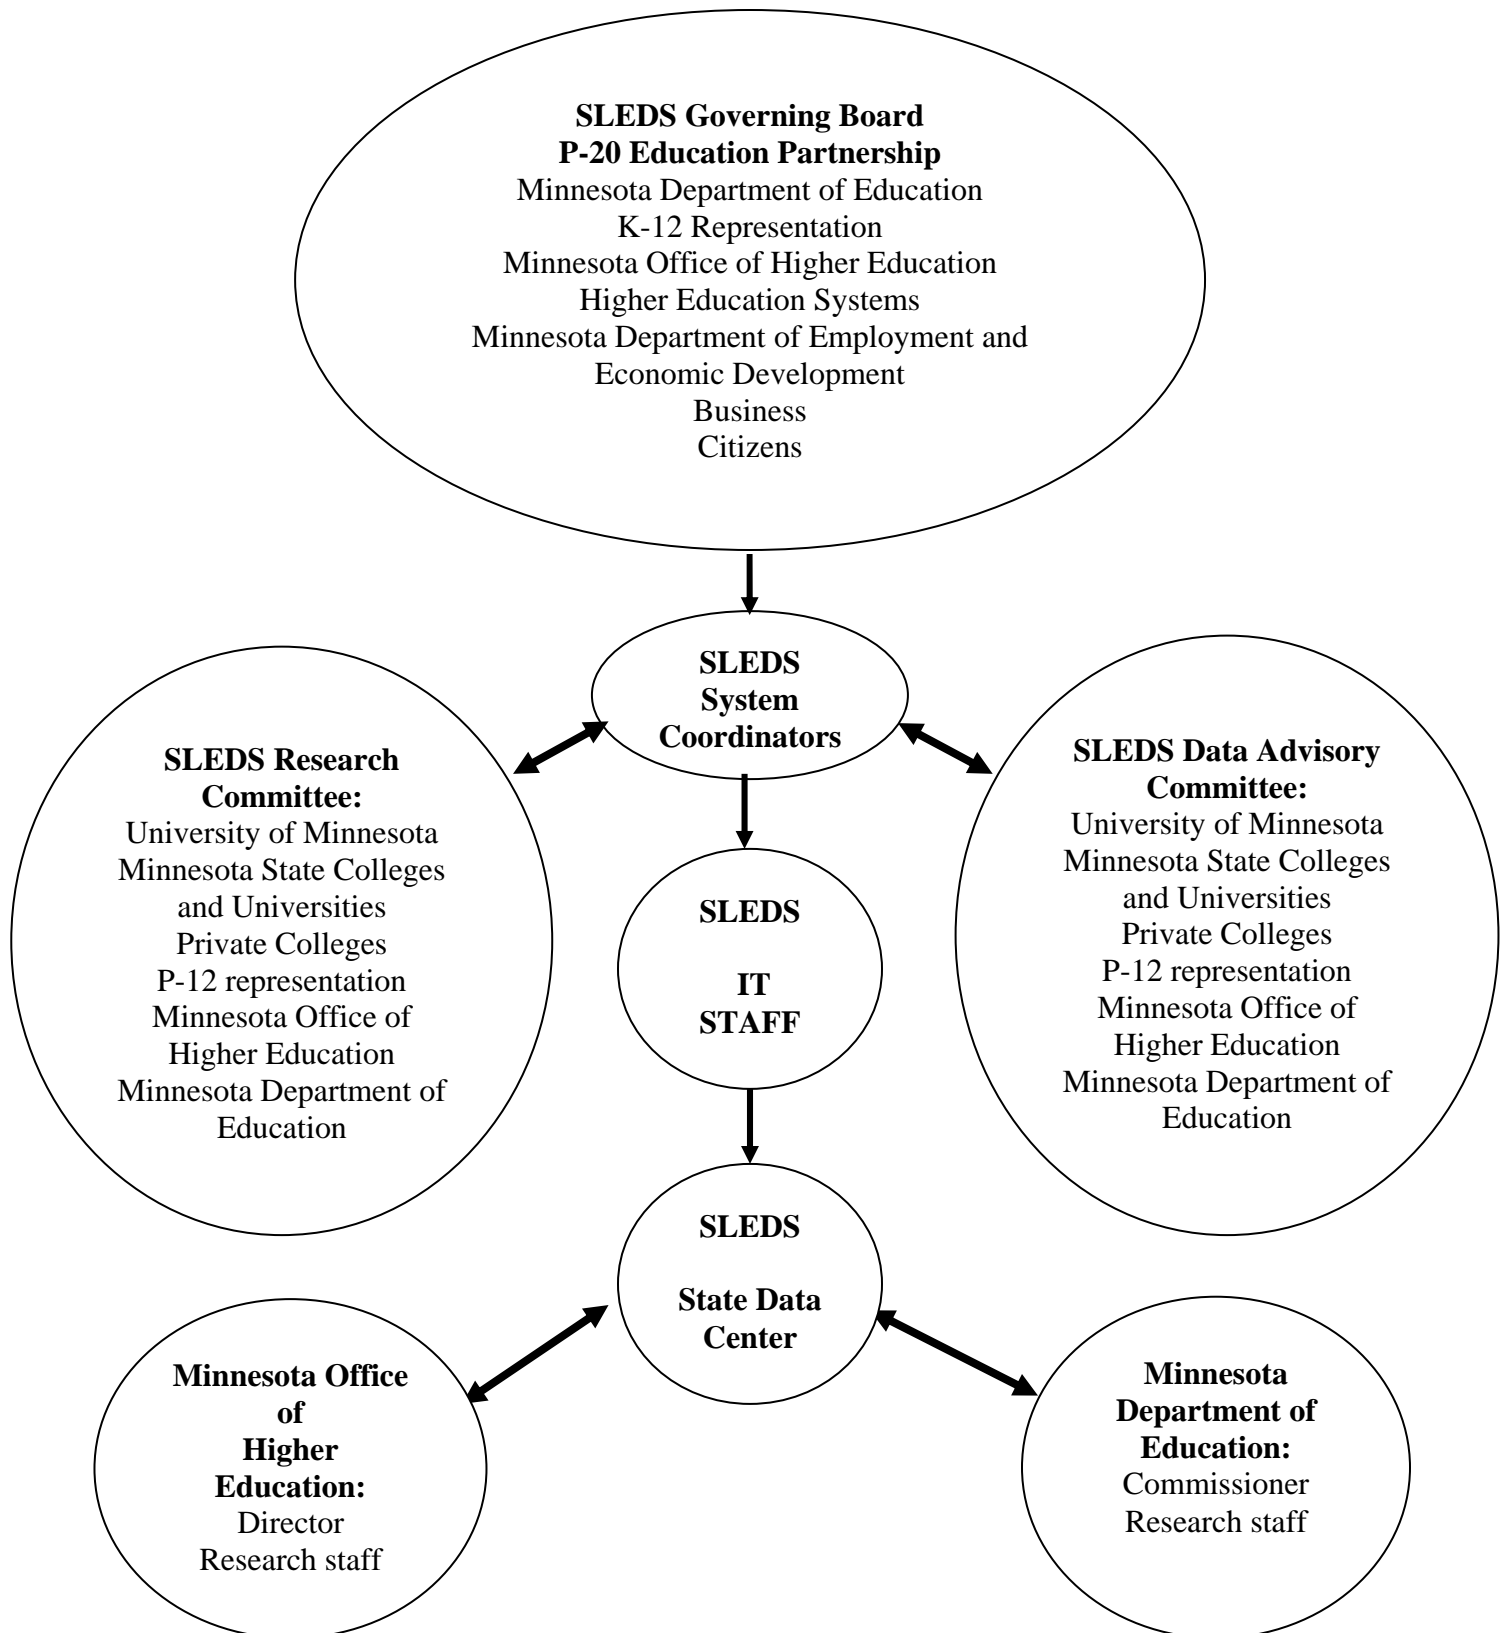 SLEDS Governing Board
P-20 Education Partnership
Minnesota Department of Education
K-12 Representation
Minnesota Office of Higher Education
Higher Education Systems
Minnesota Department of Employment and
Economic Development
Business
Citizens
SLEDS
System
Coordinators
SLEDS Research
Committee:
University of Minnesota
Minnesota State Colleges
and Universities
Private Colleges
P-12 representation
Minnesota Office of
Higher Education
Minnesota Department of
Education
SLEDS Data Advisory
Committee:
University of Minnesota
Minnesota State Colleges
and Universities
Private Colleges
P-12 representation
Minnesota Office of
Higher Education
Minnesota Department of
Education
SLEDS
IT
STAFF
SLEDS
State Data
Center
Minnesota Office
of
Higher
Education:
Director
Research staff
Minnesota
Department of
Education:
Commissioner
Research staff